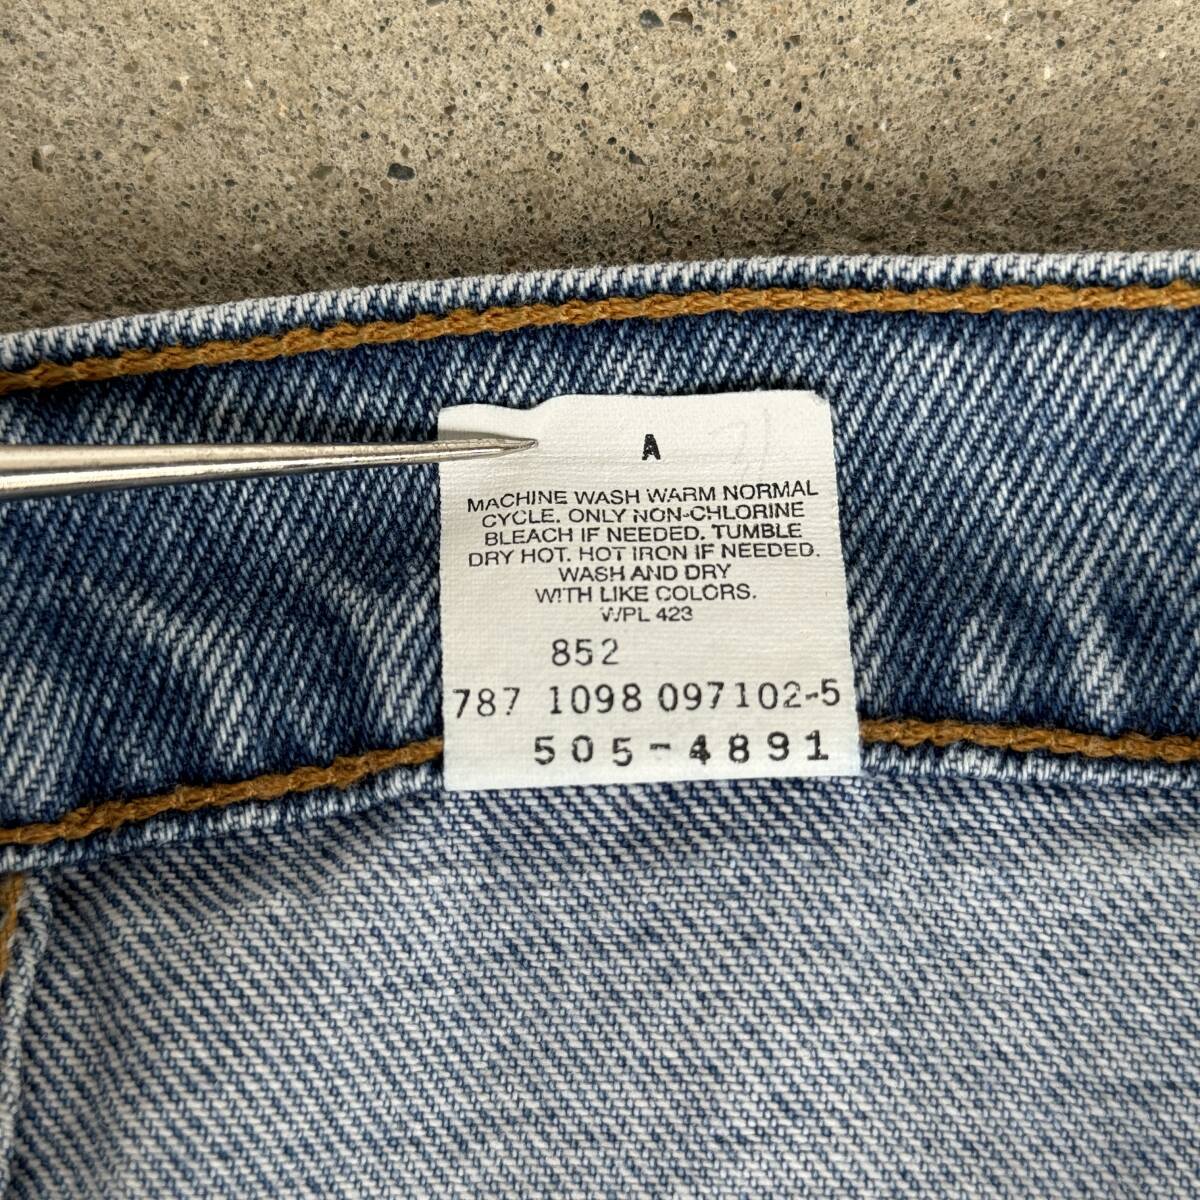 A
MACHINE WASH WARM NORMAL
CYCLE. ONLY NON-CHLORINE
BLEACH IF NEEDED. TUMBLE
DRY HOT. HOT IRON IF NEEDED.
WASH AND DRY
WITH LIKE COLORS.
WPL 423
852
787 1098 097102-5
505-4891